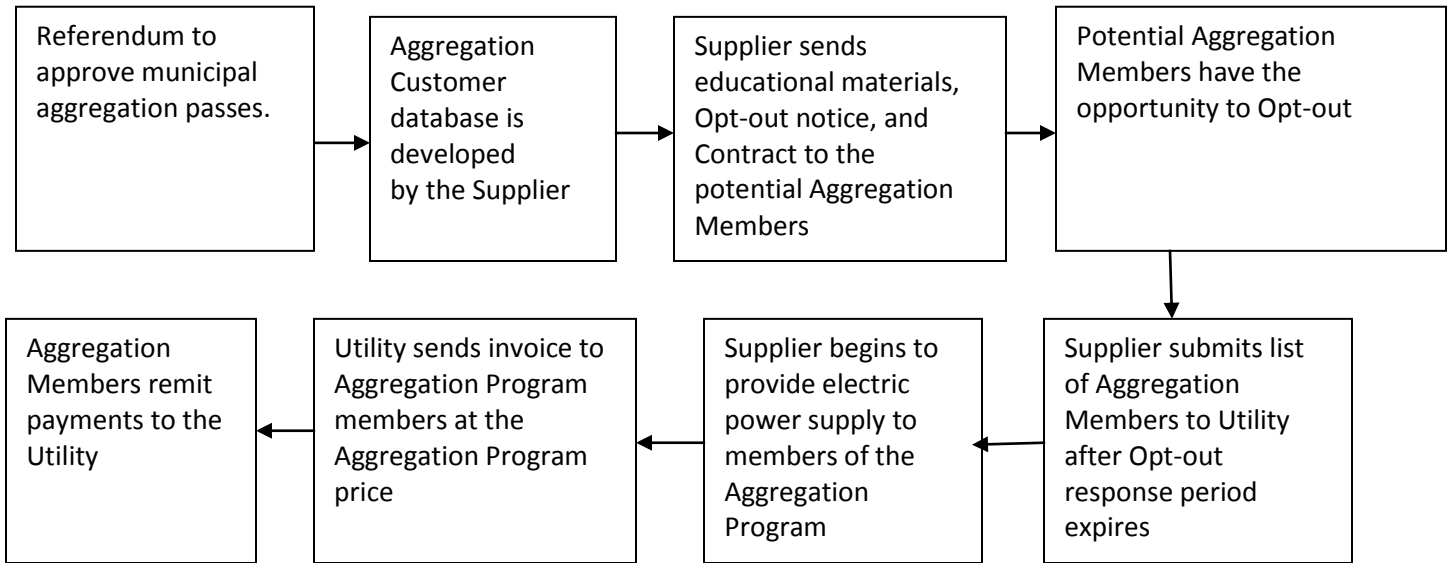 Referendum to
approve municipal
aggregation passes.
Aggregation
Customer
database is
developed
by the Supplier
Supplier sends
educational materials,
Opt-out notice, and
Contract to the
potential Aggregation
Members
Potential Aggregation
Members have the
opportunity to Opt-out
Supplier submits list
of Aggregation
Members to Utility
after Opt-out
response period
expires
Supplier begins to
provide electric
power supply to
members of the
Aggregation
Program
Utility sends invoice to
Aggregation Program
members at the
Aggregation Program
price
Aggregation
Members remit
payments to the
Utility